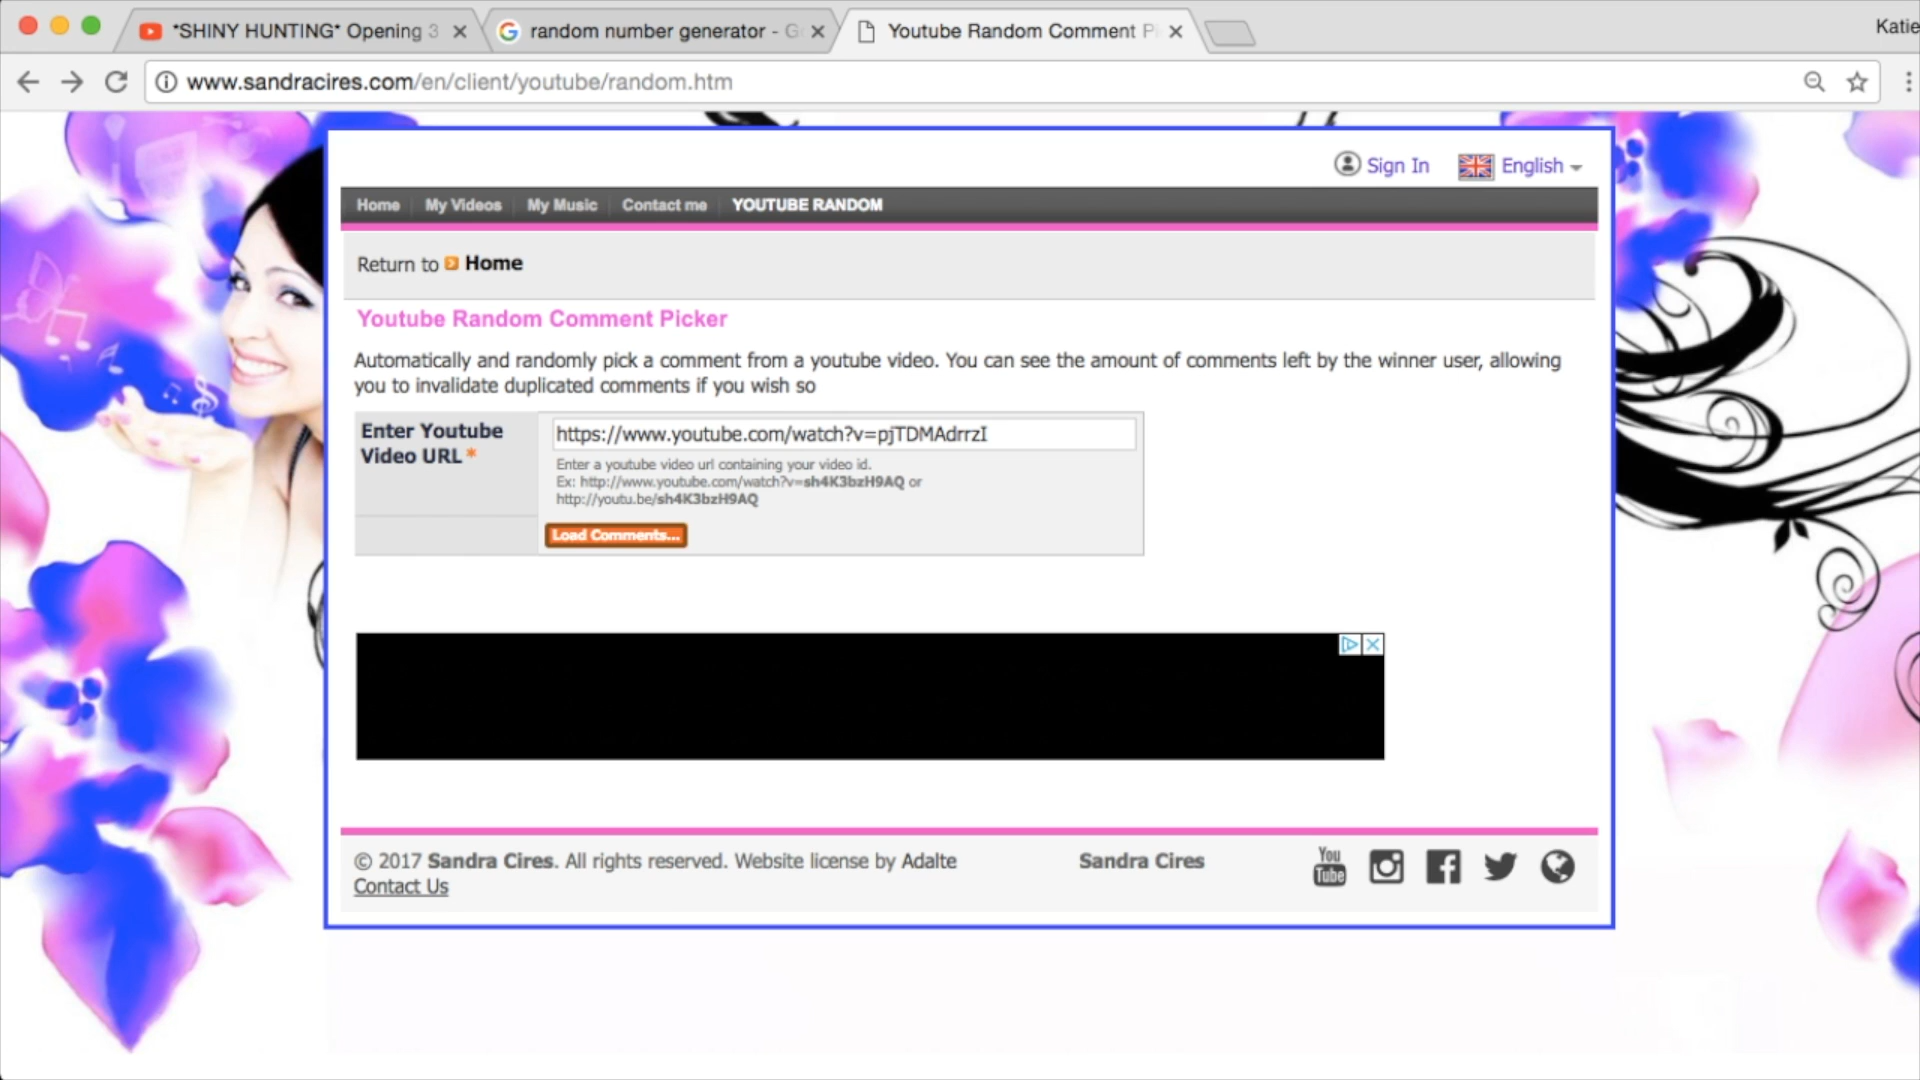 *SHINY HUNTING* Opening 3
random number generator - G
Youtube Random Comment P
Katie
www.sandracires.com/en/client/youtube/random.htm
Sign In
English
Home
My Videos
My Music
Contact me
YOUTUBE RANDOM
Return to Home
Youtube Random Comment Picker
Automatically and randomly pick a comment from a youtube video. You can see the amount of comments left by the winner user, allowing
you to invalidate duplicated comments if you wish so
Enter Youtube
Video URL *
https://www.youtube.com/watch?v=pjTDMAdrrzI
Enter a youtube video url containing your video id.
Ex: http://www.youtube.com/watch?v=sh4K3bzH9AQ or
http://youtu.be/sh4K3bzH9AQ
Load Comments...
© 2017 Sandra Cires. All rights reserved. Website license by Adalte
Contact Us
Sandra Cires
You
Tube